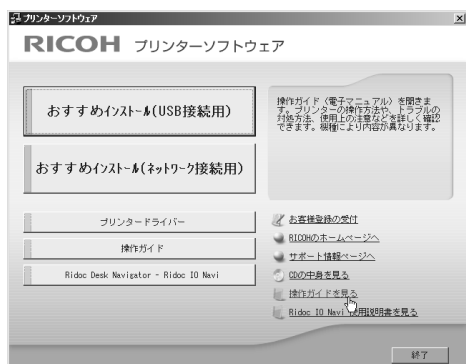 プリンターソフトウェア
RICOH プリンターソフトウェア
おすすめインストール(USB接続用)
おすすめインストール(ネットワーク接続用)
プリンタードライバー
操作ガイド
Ridoc Desk Navigator - Ridoc IO Navi
操作ガイド（電子マニュアル）を開きま
す。プリンターの操作方法や、トラブルの
対処方法、使用上の注意などを詳しく確認
できます。機種により内容が異なります。
お客様登録の受付
RICOHのホームページへ
サポート情報ページへ
CDの中身を見る
操作ガイドを見る
Ridoc IO Navi 使用説明書を見る
終了